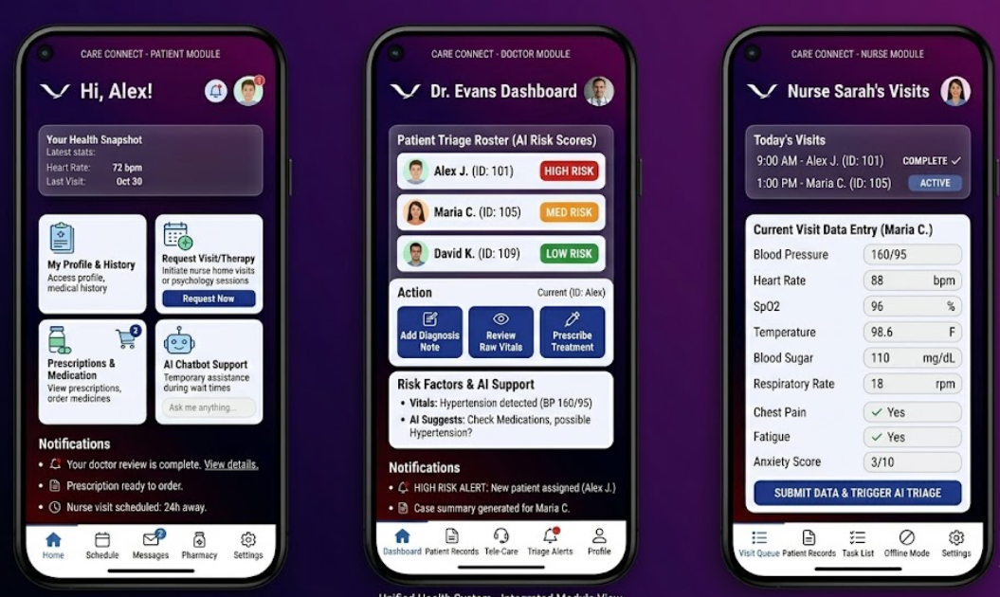 CARE CONNECT - PATIENT MODULE
Hi, Alex!
1
Your Health Snapshot
Latest stats:
Heart Rate: 72 bpm
Last Visit: Oct 30
My Profile & History
Access profile,
medical history
Request Visit/Therapy
Initiate nurse home visits
or psychology sessions
Request Now
2
Prescriptions &
Medication
View prescriptions,
order medicines
AI Chatbot Support
Temporary assistance
during wait times
Ask me anything...
Notifications
• Your doctor review is complete. View details.
• Prescription ready to order.
• Nurse visit scheduled: 24h away.
2
Home Schedule Messages Pharmacy Settings
CARE CONNECT - DOCTOR MODULE
Dr. Evans Dashboard
Patient Triage Roster (AI Risk Scores)
Alex J. (ID: 101) HIGH RISK
Maria C. (ID: 105) MED RISK
David K. (ID: 109) LOW RISK
Action Current (ID: Alex)
Add Diagnosis
Note
Review
Raw Vitals
Prescribe
Treatment
Risk Factors & AI Support
• Vitals: Hypertension detected (BP 160/95)
• AI Suggests: Check Medications, possible
Hypertension?
Notifications
• HIGH RISK ALERT: New patient assigned (Alex J.)
• Case summary generated for Maria C.
Dashboard Patient Records Tele-Care Triage Alerts Profile
Unified Health System - Integrated Module View
CARE CONNECT - NURSE MODULE
Nurse Sarah's Visits
Today's Visits
9:00 AM - Alex J. (ID: 101) COMPLETE ✓
1:00 PM - Maria C. (ID: 105) ACTIVE
Current Visit Data Entry (Maria C.)
Blood Pressure 160/95
Heart Rate 88 bpm
SpO2 96 %
Temperature 98.6 F
Blood Sugar 110 mg/dL
Respiratory Rate 18 rpm
Chest Pain ✓ Yes
Fatigue ✓ Yes
Anxiety Score 3/10
SUBMIT DATA & TRIGGER AI TRIAGE
Visit Queue Patient Records Task List Offline Mode Settings